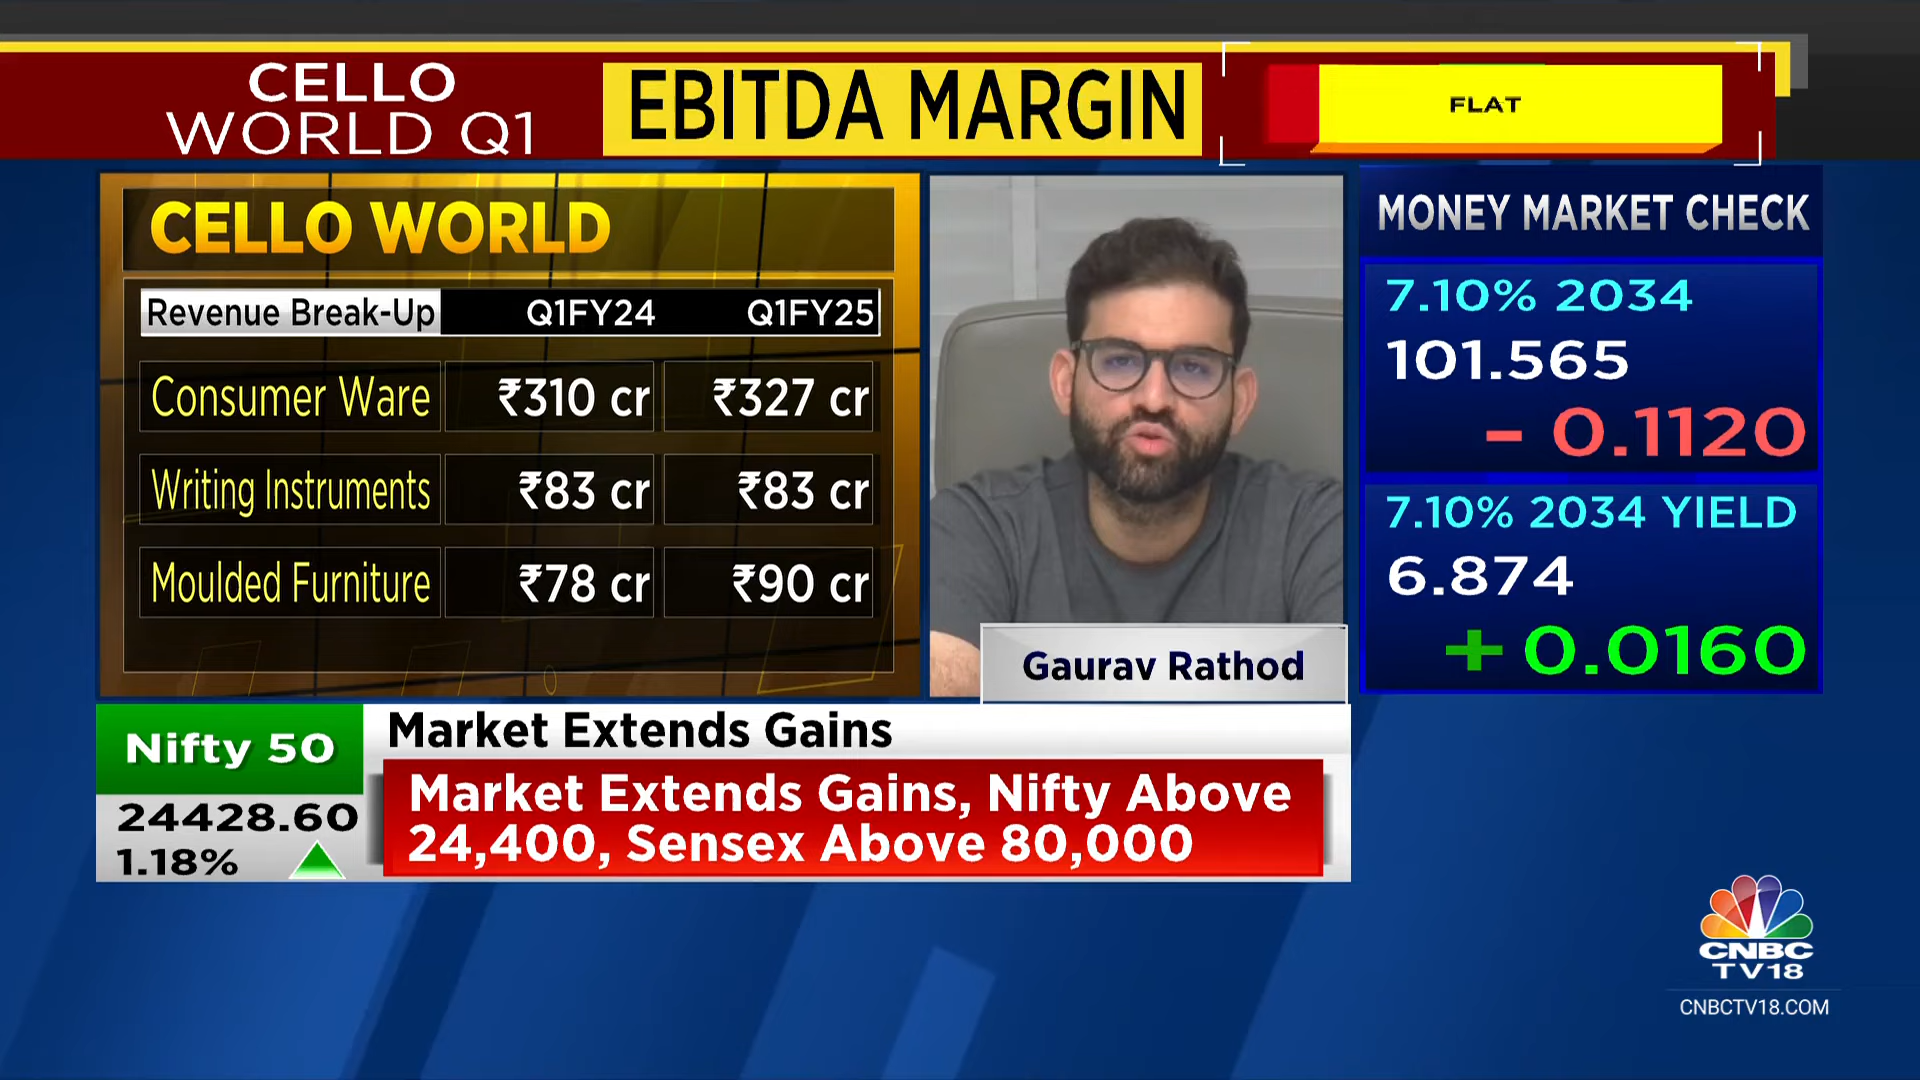 CELLO
WORLD Q1
EBITDA MARGIN
FLAT
CELLO WORLD
Revenue Break-Up Q1FY24 Q1FY25
Consumer Ware ₹310 cr ₹327 cr
Writing Instruments ₹83 cr ₹83 cr
Moulded Furniture ₹78 cr ₹90 cr
Gaurav Rathod
MONEY MARKET CHECK
7.10% 2034
101.565
- 0.1120
7.10% 2034 YIELD
6.874
+ 0.0160
Nifty 50
24428.60
1.18%
Market Extends Gains
Market Extends Gains, Nifty Above
24,400, Sensex Above 80,000
CNBC
TV18
CNBCTV18.COM